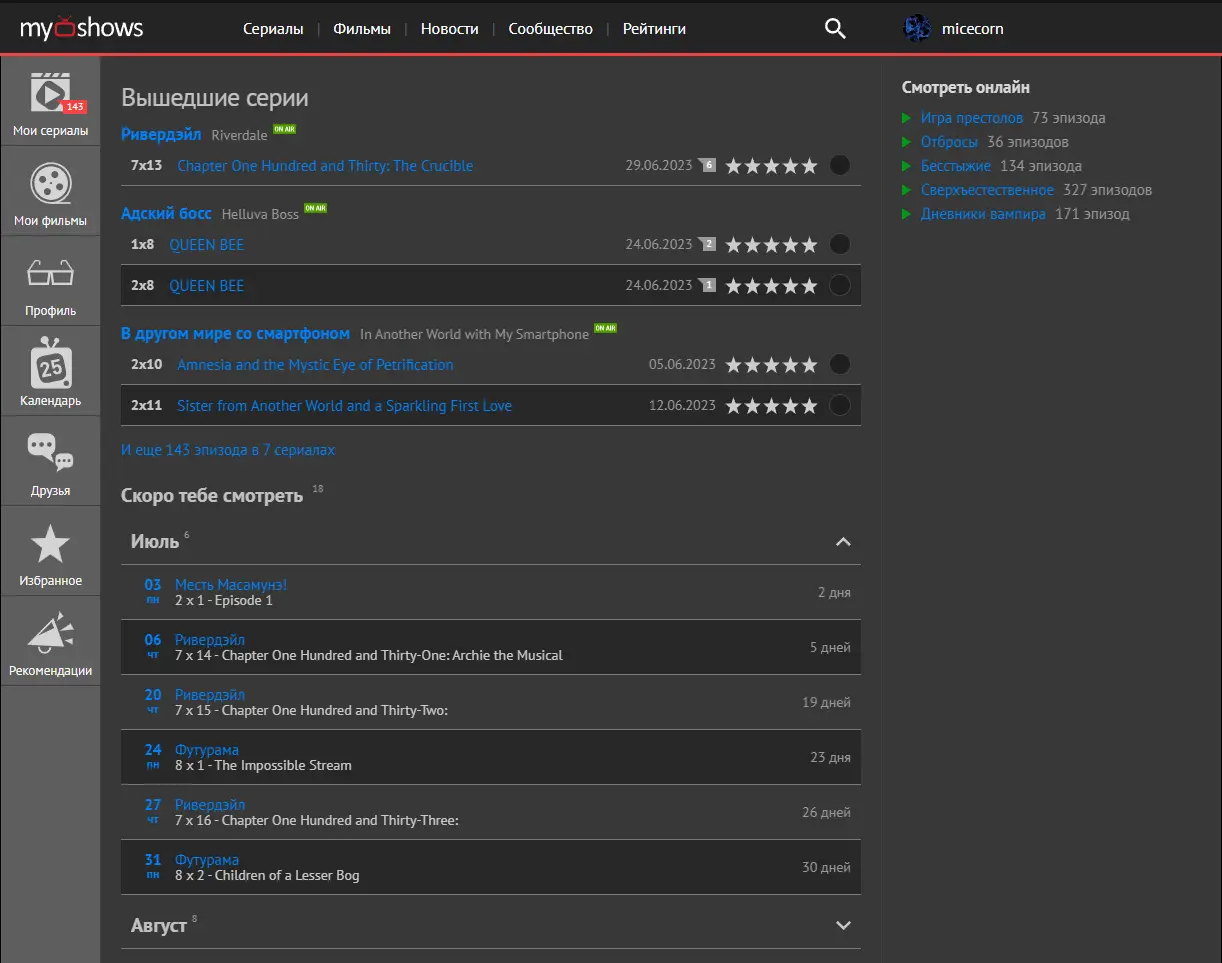 myshows
Сериалы | Фильмы | Новости | Сообщество | Рейтинги
micecorn
143
Мои сериалы
Мои фильмы
Профиль
25
Календарь
Друзья
Избранное
Рекомендации
Вышедшие серии
Ривердэйл Riverdale ON AIR
7x13 Chapter One Hundred and Thirty: The Crucible 29.06.2023 6
Адский босс Helluva Boss ON AIR
1x8 QUEEN BEE 24.06.2023 2
2x8 QUEEN BEE 24.06.2023 1
В другом мире со смартфоном In Another World with My Smartphone ON AIR
2x10 Amnesia and the Mystic Eye of Petrification 05.06.2023
2x11 Sister from Another World and a Sparkling First Love 12.06.2023
И еще 143 эпизода в 7 сериалах
Скоро тебе смотреть 18
Июль 6
03 Месть Масамунэ!
пн 2 x 1 - Episode 1 2 дня
06 Ривердэйл
чт 7 x 14 - Chapter One Hundred and Thirty-One: Archie the Musical 5 дней
20 Ривердэйл
чт 7 x 15 - Chapter One Hundred and Thirty-Two: 19 дней
24 Футурама
пн 8 x 1 - The Impossible Stream 23 дня
27 Ривердэйл
чт 7 x 16 - Chapter One Hundred and Thirty-Three: 26 дней
31 Футурама
пн 8 x 2 - Children of a Lesser Bog 30 дней
Август 8
Смотреть онлайн
Игра престолов 73 эпизода
Отбросы 36 эпизодов
Бесстыжие 134 эпизода
Сверхъестественное 327 эпизодов
Дневники вампира 171 эпизод